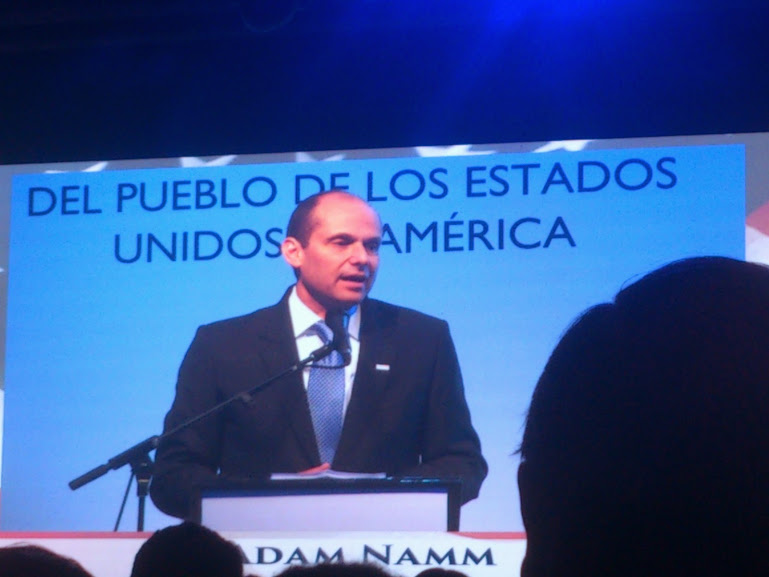 DEL PUEBLO DE LOS ESTADOS
UNIDOS AMÉRICA
ADAM NAMM